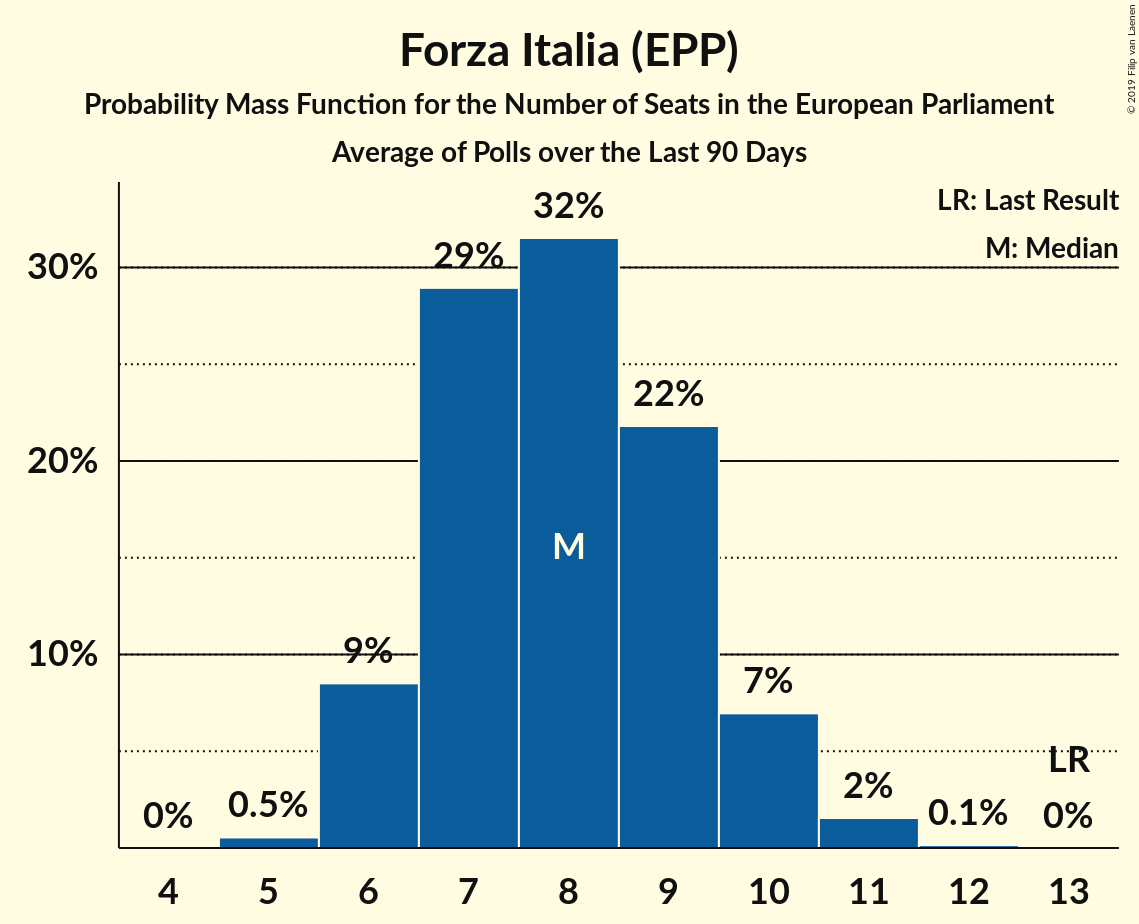 Forza Italia (EPP)
Probability Mass Function for the Number of Seats in the European Parliament
Average of Polls over the Last 90 Days
© 2019 Filip van Laenen
LR: Last Result
M: Median
30%
20%
10%
0%
0.5%
9%
29%
32%
M
22%
7%
2%
0.1%
LR
0%
4 5 6 7 8 9 10 11 12 13